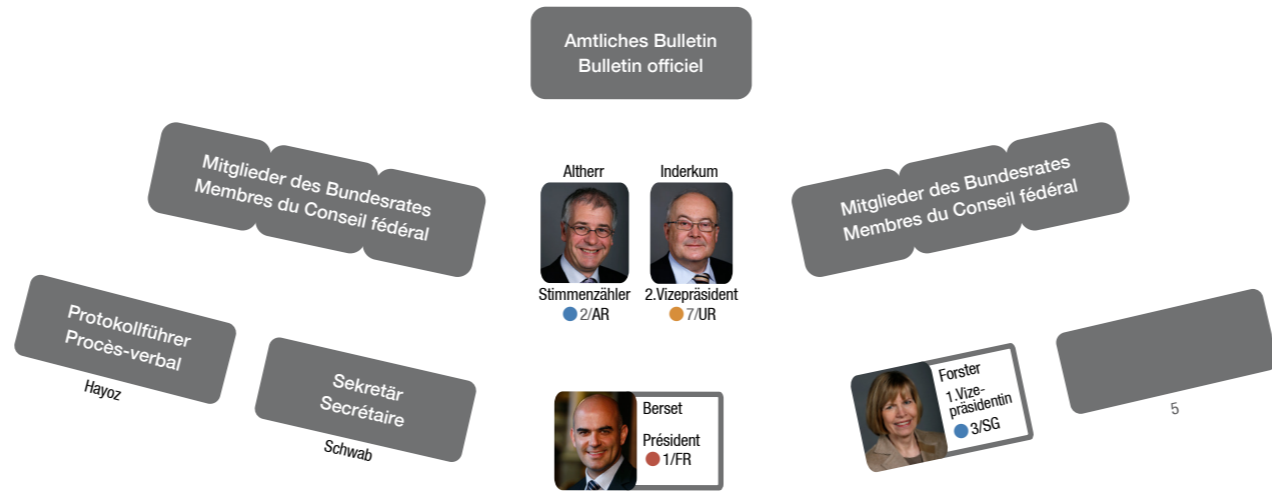 Amtliches Bulletin
Bulletin officiel
Mitglieder des Bundesrates
Membres du Conseil fédéral
Altherr
Stimmenzähler
2/AR
Inderkum
2.Vizepräsident
7/UR
Mitglieder des Bundesrates
Membres du Conseil fédéral
Protokollführer
Procès-verbal
Hayoz
Sekretär
Secrétaire
Schwab
Berset
Président
1/FR
Forster
1.Vize-
präsidentin
3/SG
5